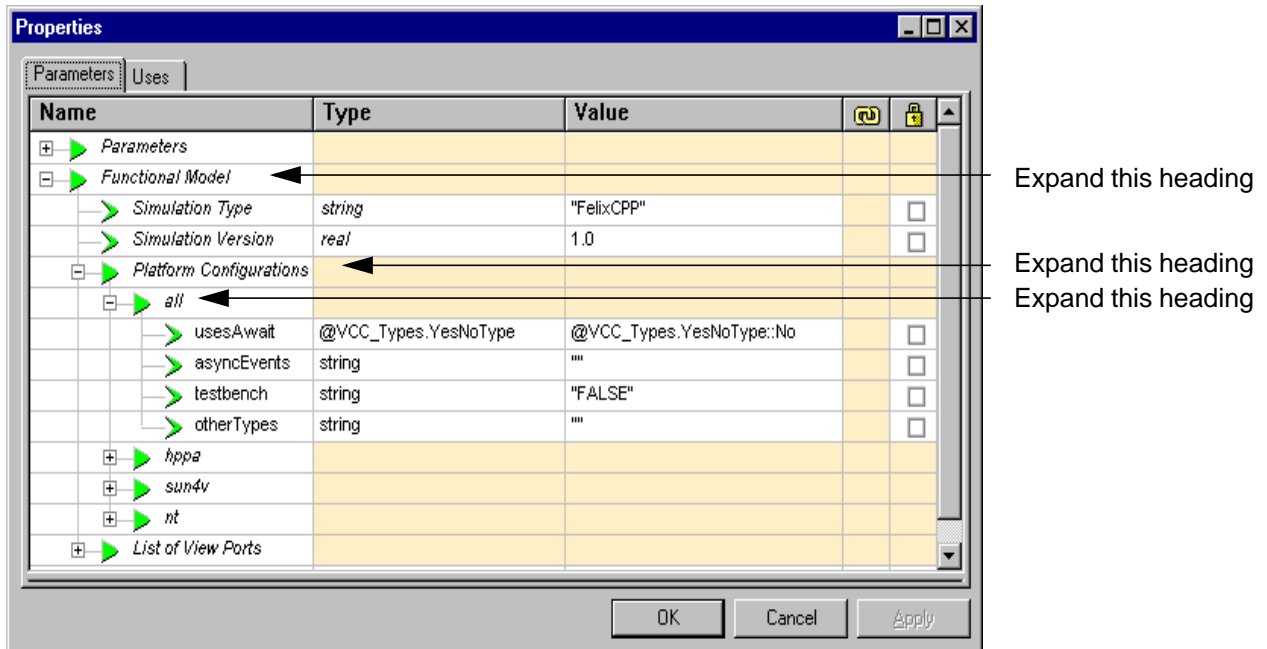 Properties
Parameters Uses
Name Type Value
Parameters
Functional Model Expand this heading
Simulation Type string "FelixCPP"
Simulation Version real 1.0
Platform Configurations Expand this heading
all Expand this heading
usesAwait @VCC_Types.YesNoType @VCC_Types.YesNoType::No
asyncEvents string ""
testbench string "FALSE"
otherTypes string ""
hppa
sun4v
nt
List of View Ports
OK Cancel Apply